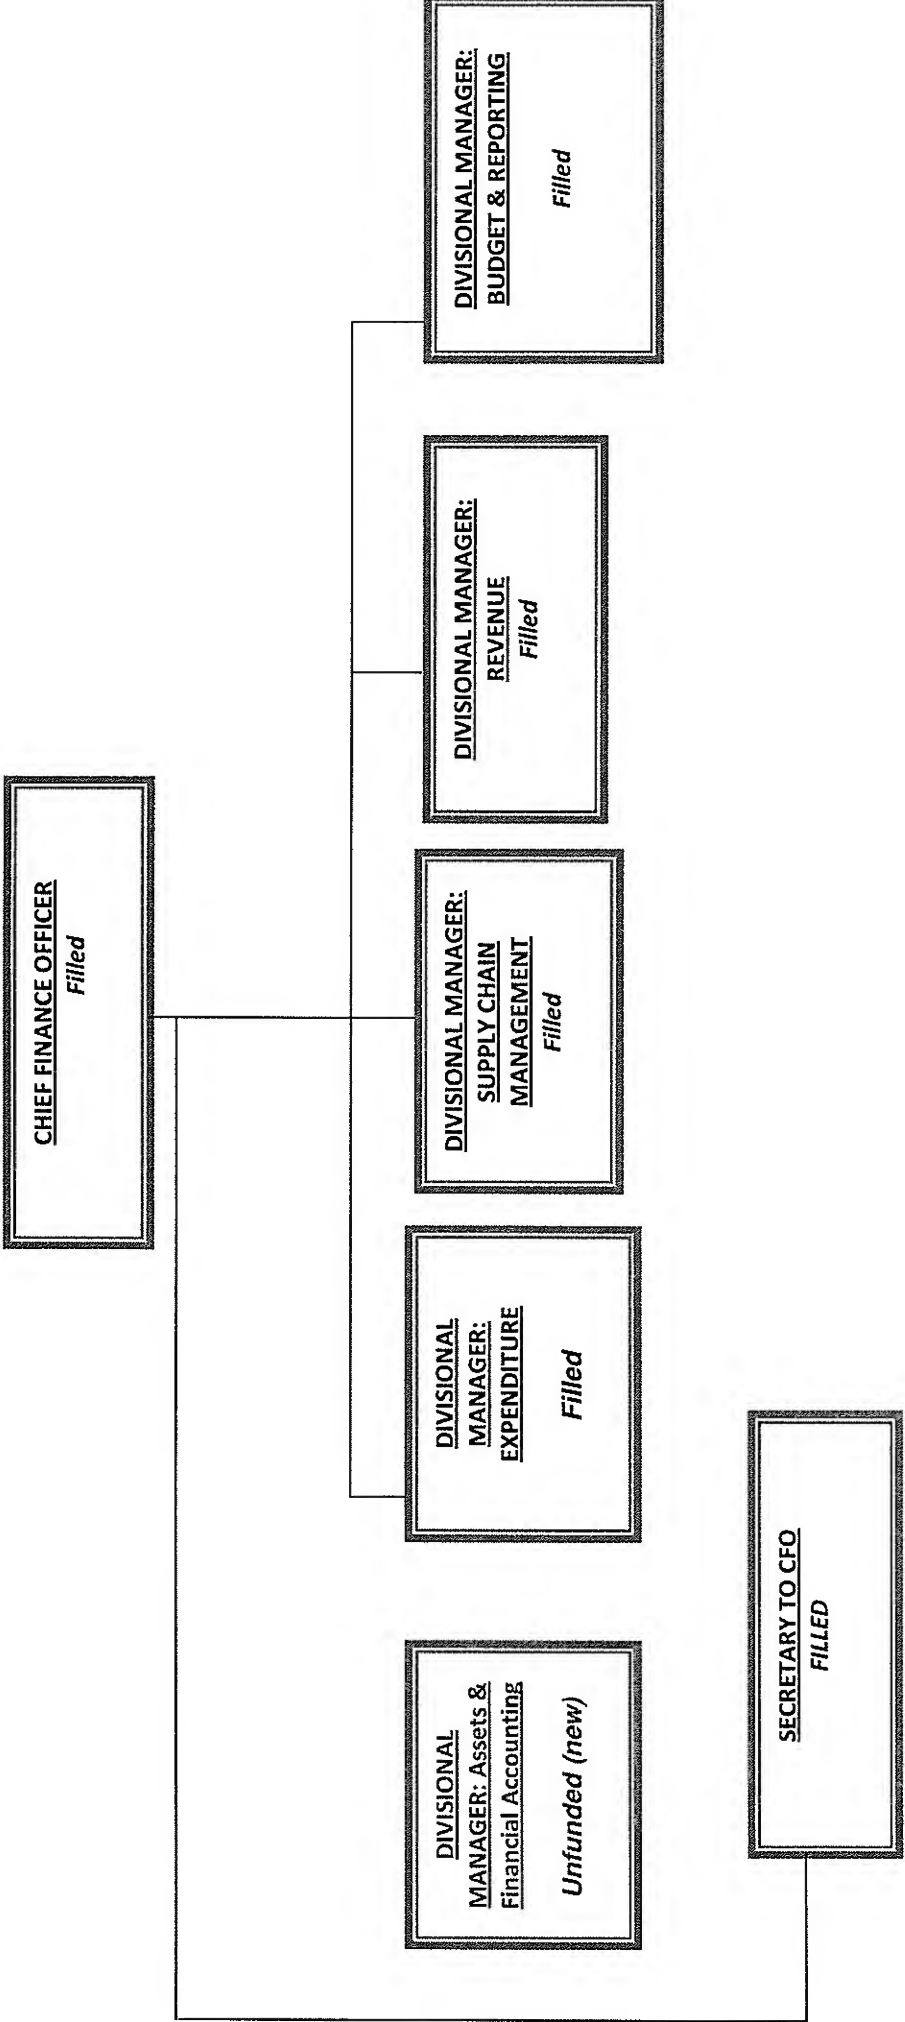 CHIEF FINANCE OFFICER
Filled
DIVISIONAL
MANAGER: Assets &
Financial Accounting
Unfunded (new)
DIVISIONAL
MANAGER:
EXPENDITURE
Filled
DIVISIONAL MANAGER:
SUPPLY CHAIN
MANAGEMENT
Filled
DIVISIONAL MANAGER:
REVENUE
Filled
DIVISIONAL MANAGER:
BUDGET & REPORTING
Filled
SECRETARY TO CFO
FILLED